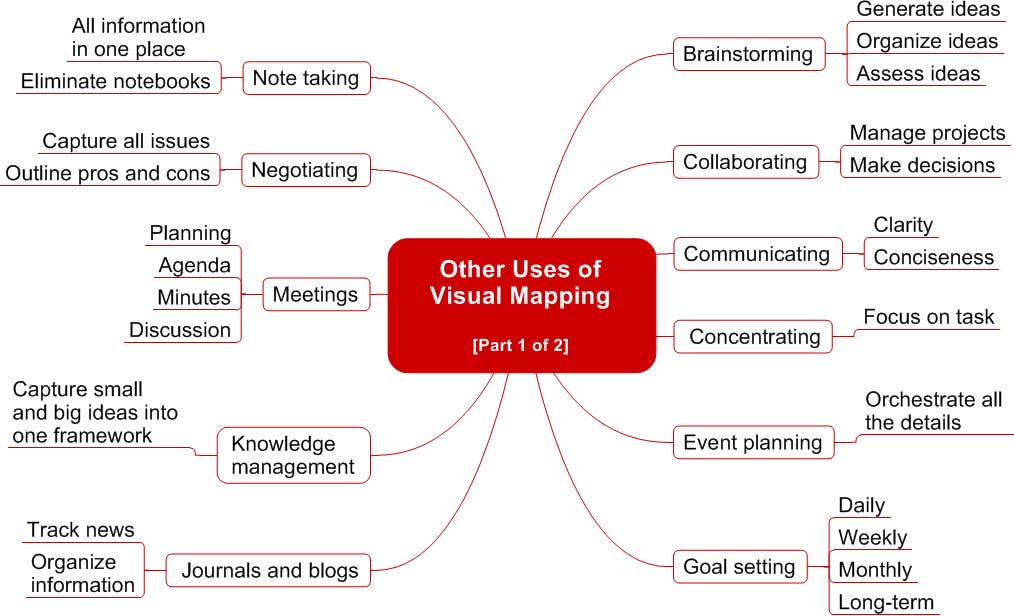 Other Uses of
Visual Mapping
[Part 1 of 2]
Brainstorming
Generate ideas
Organize ideas
Assess ideas
Collaborating
Manage projects
Make decisions
Communicating
Clarity
Conciseness
Concentrating
Focus on task
Event planning
Orchestrate all
the details
Goal setting
Daily
Weekly
Monthly
Long-term
Note taking
All information
in one place
Eliminate notebooks
Negotiating
Capture all issues
Outline pros and cons
Meetings
Planning
Agenda
Minutes
Discussion
Knowledge
management
Capture small
and big ideas into
one framework
Journals and blogs
Track news
Organize
information